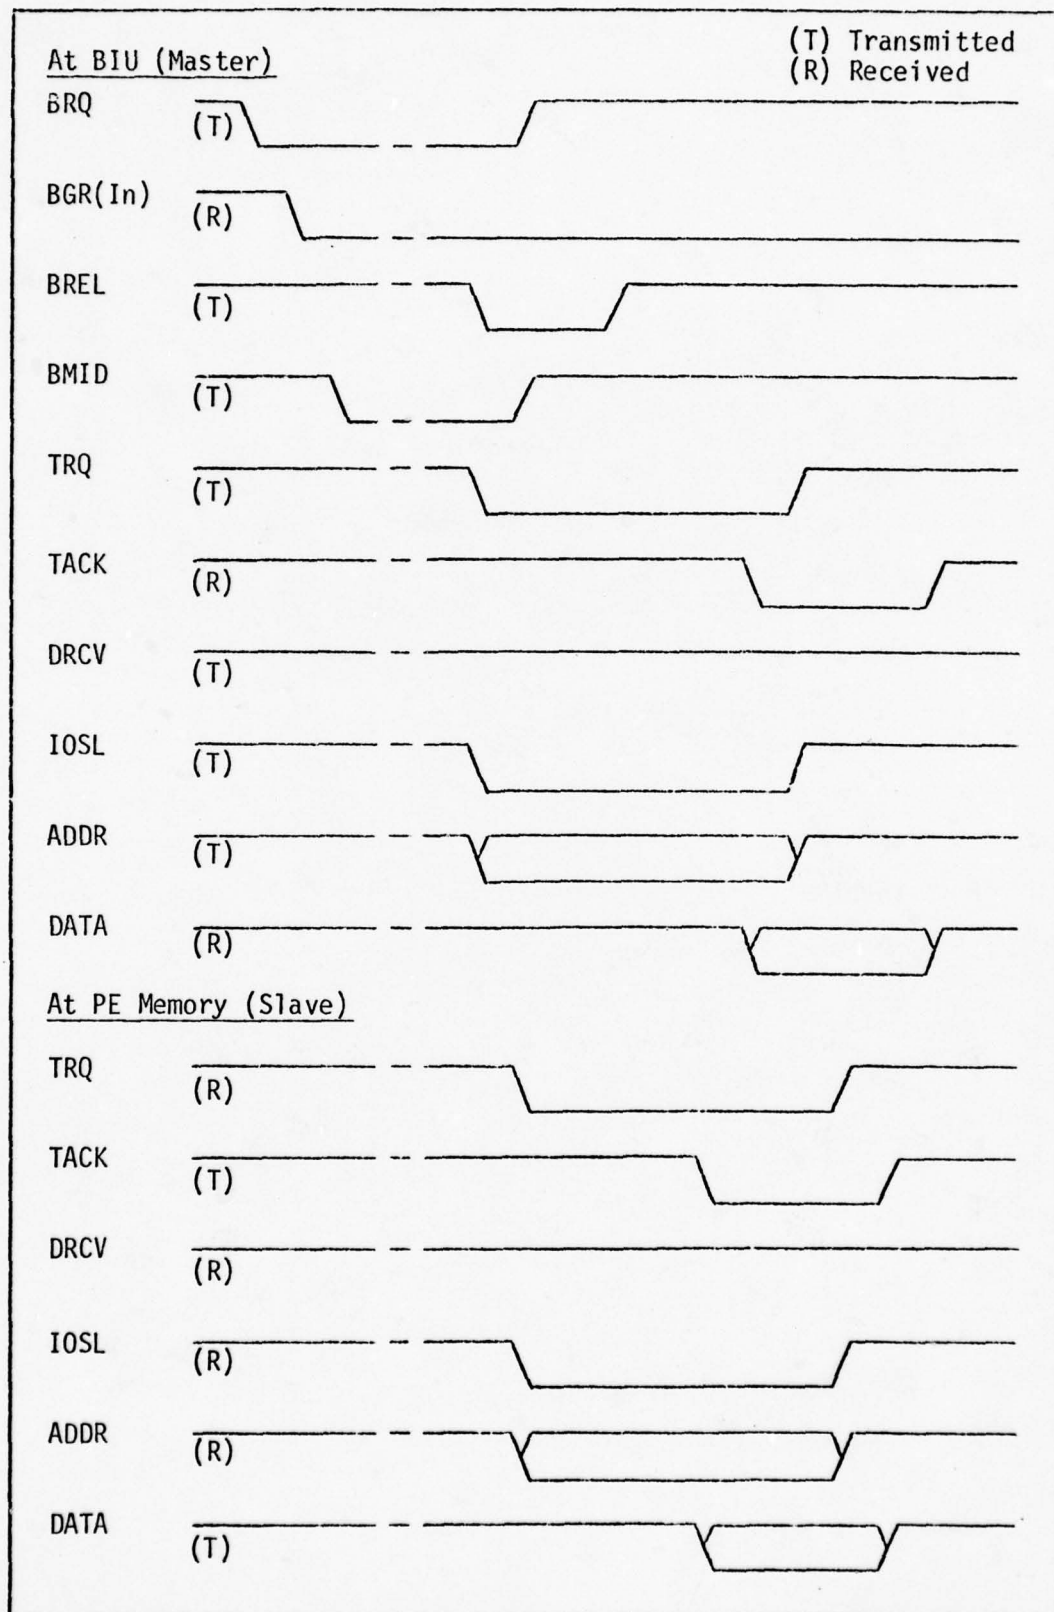 At BIU (Master)
(T) Transmitted
(R) Received
BRQ
(T)
BGR(In)
(R)
BREL
(T)
BMID
(T)
TRQ
(T)
TACK
(R)
DRCV
(T)
IOSL
(T)
ADDR
(T)
DATA
(R)
At PE Memory (Slave)
TRQ
(R)
TACK
(T)
DRCV
(R)
IOSL
(R)
ADDR
(R)
DATA
(T)